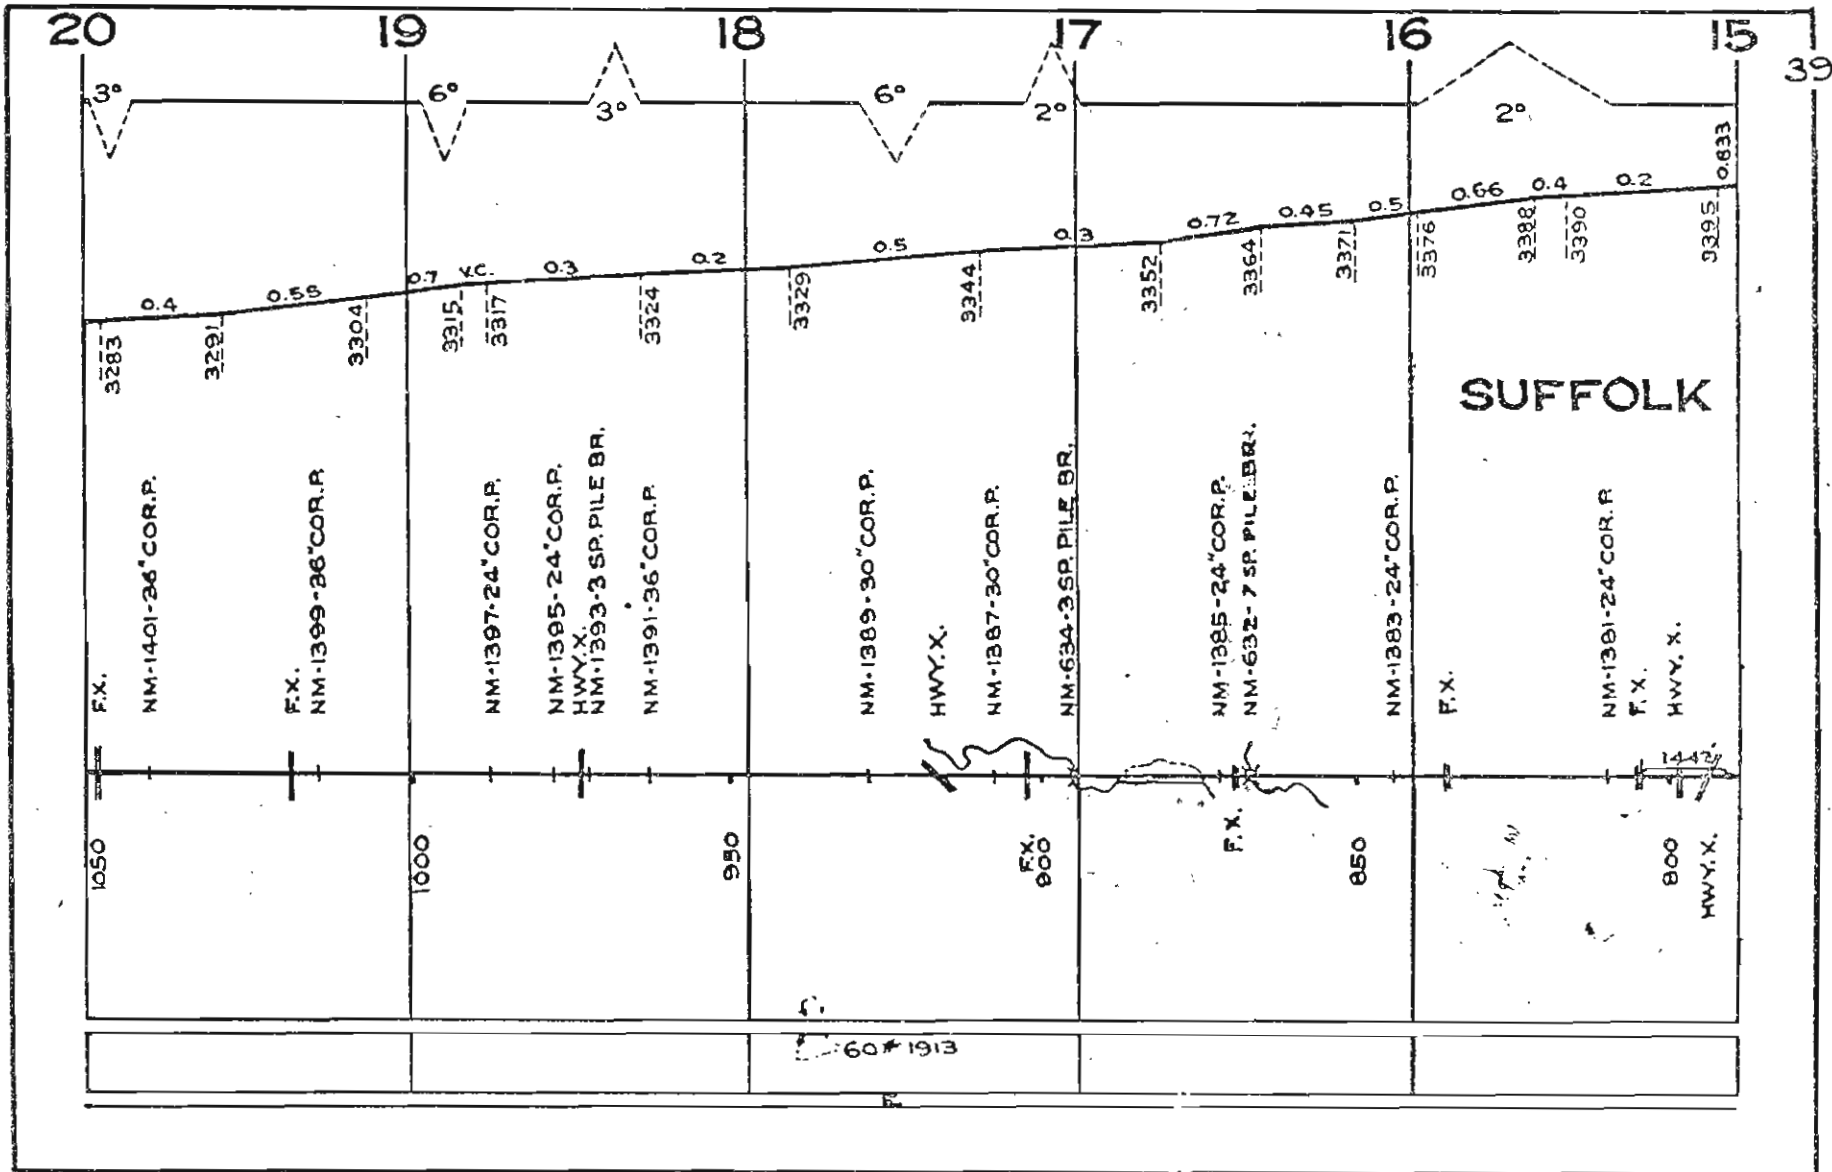 20 19 18 17 16 15
39
3° 6° 3° 6° 2° 2°
0.4 0.55 0.7 V.C. 0.3 0.2 0.5 0.3 0.72 0.45 0.5 0.66 0.4 0.2 0.833
3283 3291 3304 3315 3317 3324 3329 3344 3352 3364 3371 3376 3388 3390 3395
SUFFOLK
F.X.
NM-1401-36"COR.P.
F.X.
NM-1399-36"COR.P.
NM-1397-24"COR.P.
NM-1395-24"COR.P.
HWY.X.
NM-1393-3 SP. PILE BR.
NM-1391-36"COR.P.
NM-1389-30"COR.P.
HWY.X.
NM-1387-30"COR.P.
NM-634-3 SP. PILE BR.
NM-1385-24"COR.P.
NM-632-7 SP. PILE BR.
NM-1383-24"COR.P.
F.X.
NM-1381-24"COR.P.
F.X.
HWY.X.
1442'
1050 1000 950
F.X.
900
F.X.
850 800
HWY.X.
60# 1913